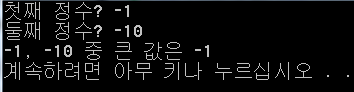 첫째 정수? -1
둘째 정수? -10
-1, -10 중 큰 값은 -1
계속하려면 아무 키나 누르십시오 . .